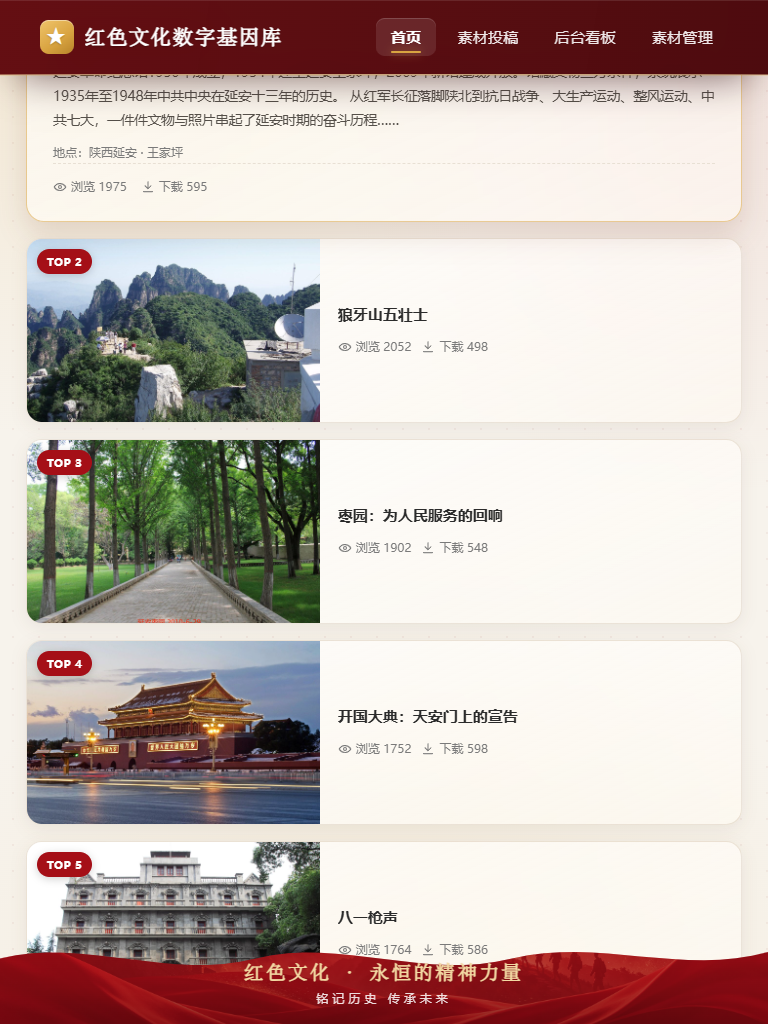 红色文化数字基因库
首页 素材投稿 后台看板 素材管理
1935年至1948年中共中央在延安十三年的历史。 从红军长征落脚陕北到抗日战争、大生产运动、整风运动、中
共七大，一件件文物与照片串起了延安时期的奋斗历程......
地点：陕西延安 · 王家坪
浏览 1975 下载 595
TOP 2
狼牙山五壮士
浏览 2052 下载 498
TOP 3
枣园：为人民服务的回响
浏览 1902 下载 548
TOP 4
开国大典：天安门上的宣告
浏览 1752 下载 598
TOP 5
八一枪声
浏览 1764 下载 586
红色文化 · 永恒的精神力量
铭记历史 传承未来